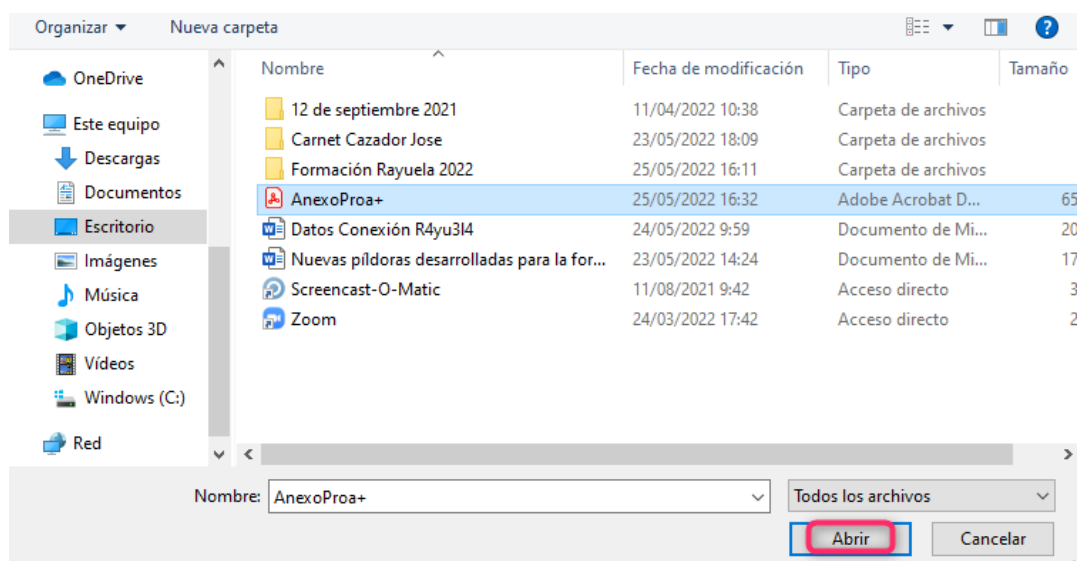 Organizar Nueva carpeta
OneDrive
Este equipo
Descargas
Documentos
Escritorio
Imágenes
Música
Objetos 3D
Vídeos
Windows (C:)
Red
Nombre Fecha de modificación Tipo Tamaño
12 de septiembre 2021 11/04/2022 10:38 Carpeta de archivos
Carnet Cazador Jose 23/05/2022 18:09 Carpeta de archivos
Formación Rayuela 2022 25/05/2022 16:11 Carpeta de archivos
AnexoProa+ 25/05/2022 16:32 Adobe Acrobat D... 65
Datos Conexión R4yu3l4 24/05/2022 9:59 Documento de Mi... 20
Nuevas píldoras desarrolladas para la for... 23/05/2022 14:24 Documento de Mi... 17
Screencast-O-Matic 11/08/2021 9:42 Acceso directo 3
Zoom 24/03/2022 17:42 Acceso directo 2
Nombre: AnexoProa+ Todos los archivos
Abrir Cancelar